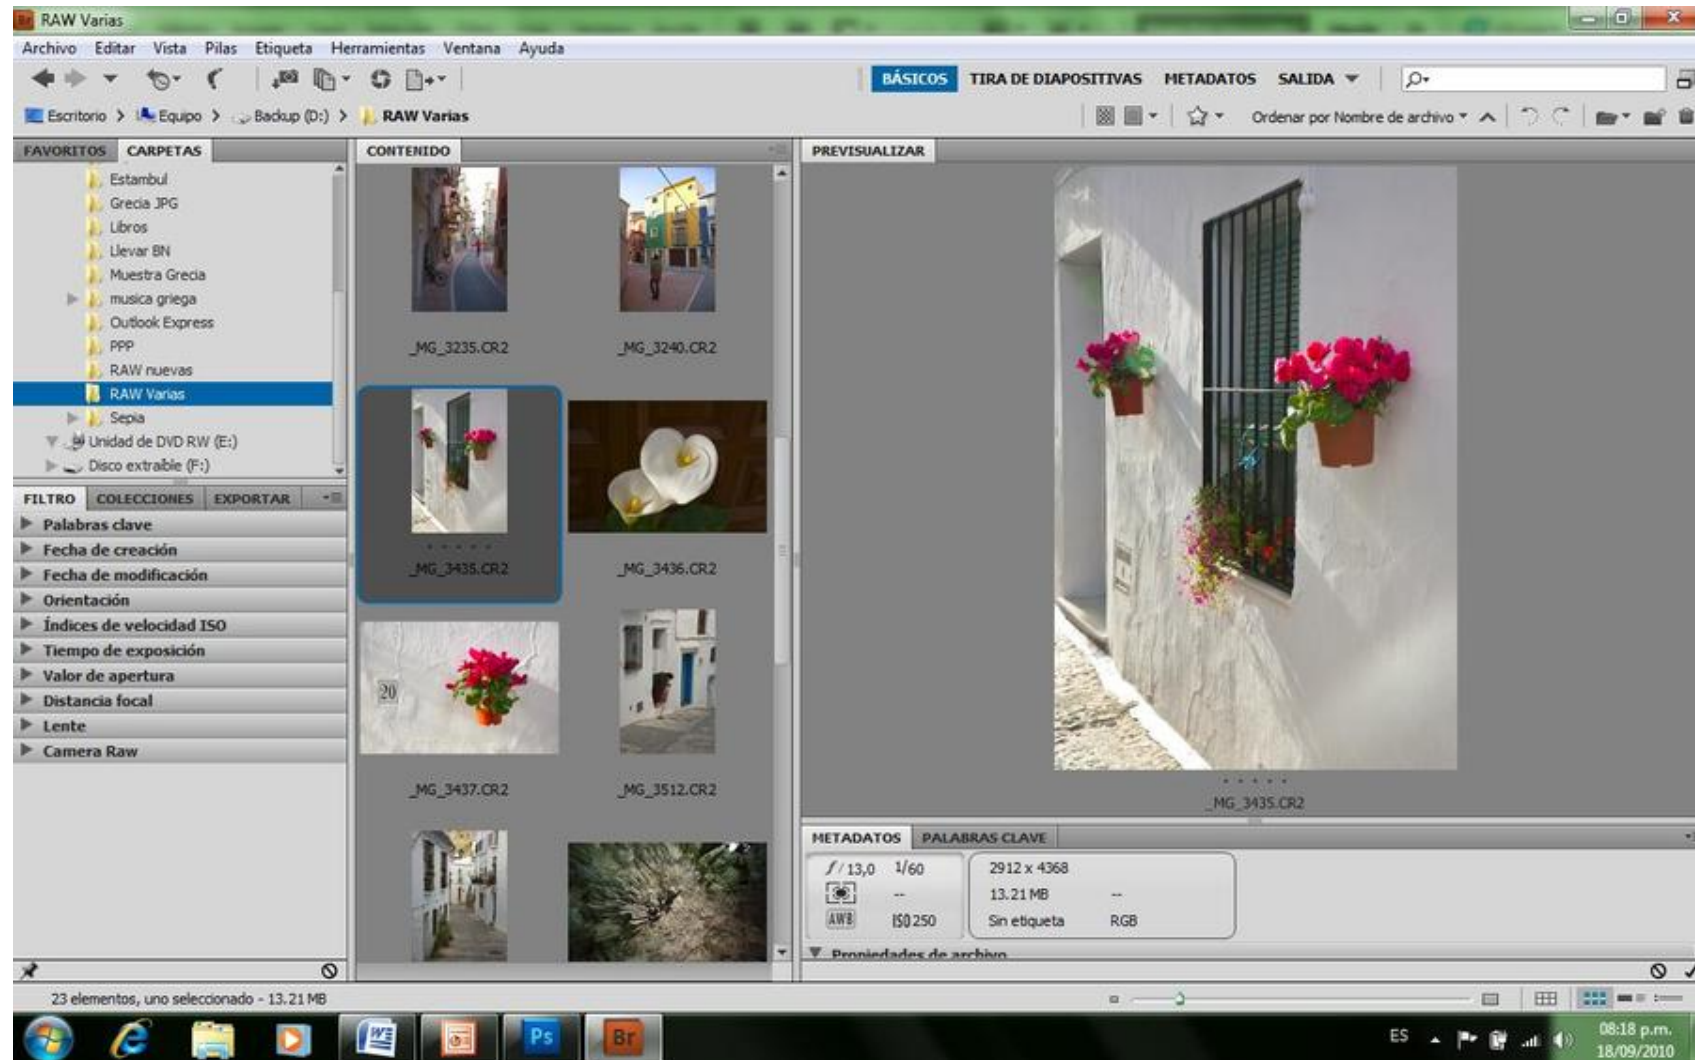 Br RAW Varias
Archivo Editar Vista Pilas Etiqueta Herramientas Ventana Ayuda
BÁSICOS TIRA DE DIAPOSITIVAS METADATOS SALIDA
Escritorio > Equipo > Backup (D:) > RAW Varias
Ordenar por Nombre de archivo
FAVORITOS CARPETAS
Estambul
Grecia JPG
Libros
Llevar BN
Muestra Grecia
musica griega
Outlook Express
PPP
RAW nuevas
RAW Varias
Sepia
Unidad de DVD RW (E:)
Disco extraíble (F:)
FILTRO COLECCIONES EXPORTAR
Palabras clave
Fecha de creación
Fecha de modificación
Orientación
Índices de velocidad ISO
Tiempo de exposición
Valor de apertura
Distancia focal
Lente
Camera Raw
CONTENIDO
_MG_3235.CR2 _MG_3240.CR2
_MG_3435.CR2 _MG_3436.CR2
20
_MG_3437.CR2 _MG_3512.CR2
PREVISUALIZAR
_MG_3435.CR2
METADATOS PALABRAS CLAVE
f/ 13,0 1/60 2912 x 4368
-- 13.21 MB --
AWB ISO 250 Sin etiqueta RGB
Propiedades de archivo
23 elementos, uno seleccionado - 13.21 MB
Ps Br
ES
08:18 p.m.
18/09/2010